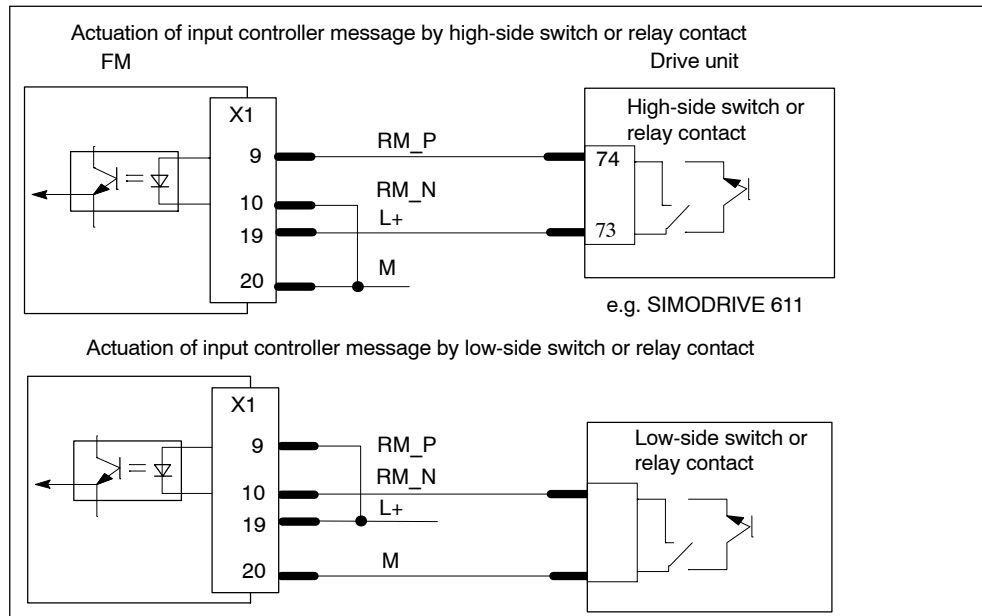 Actuation of input controller message by high-side switch or relay contact
FM
Drive unit
X1
High-side switch or
relay contact
9
RM_P
74
RM_N
10
L+
19
73
M
20
e.g. SIMODRIVE 611
Actuation of input controller message by low-side switch or relay contact
X1
Low-side switch or
relay contact
9
RM_P
RM_N
10
L+
19
M
20